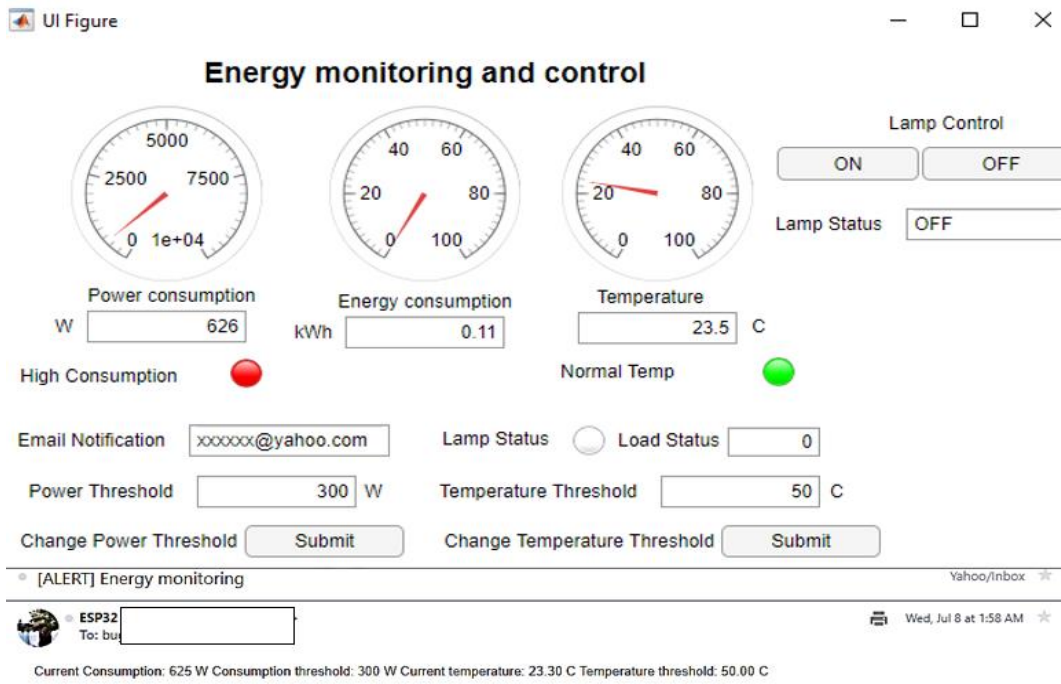 UI Figure
Energy monitoring and control
0 2500 5000 7500 1e+04
0 20 40 60 80 100
0 20 40 60 80 100
Lamp Control
ON OFF
Lamp Status OFF
Power consumption
W 626
Energy consumption
kWh 0.11
Temperature
23.5 C
High Consumption
Normal Temp
Email Notification xxxxxx@yahoo.com Lamp Status Load Status 0
Power Threshold 300 W Temperature Threshold 50 C
Change Power Threshold Submit Change Temperature Threshold Submit
[ALERT] Energy monitoring Yahoo/Inbox
ESP32 Wed, Jul 8 at 1:58 AM
To:
Current Consumption: 625 W Consumption threshold: 300 W Current temperature: 23.30 C Temperature threshold: 50.00 C